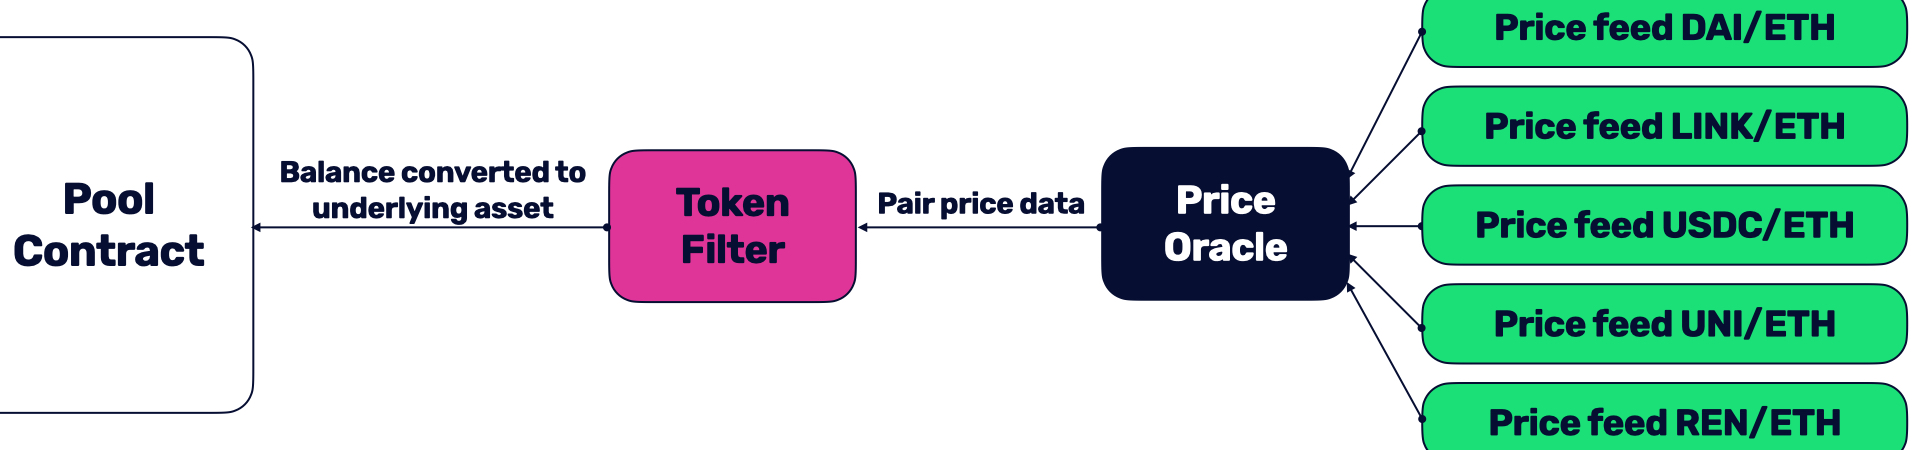 Pool
Contract
Balance converted to
underlying asset
Token
Filter
Pair price data
Price
Oracle
Price feed DAI/ETH
Price feed LINK/ETH
Price feed USDC/ETH
Price feed UNI/ETH
Price feed REN/ETH